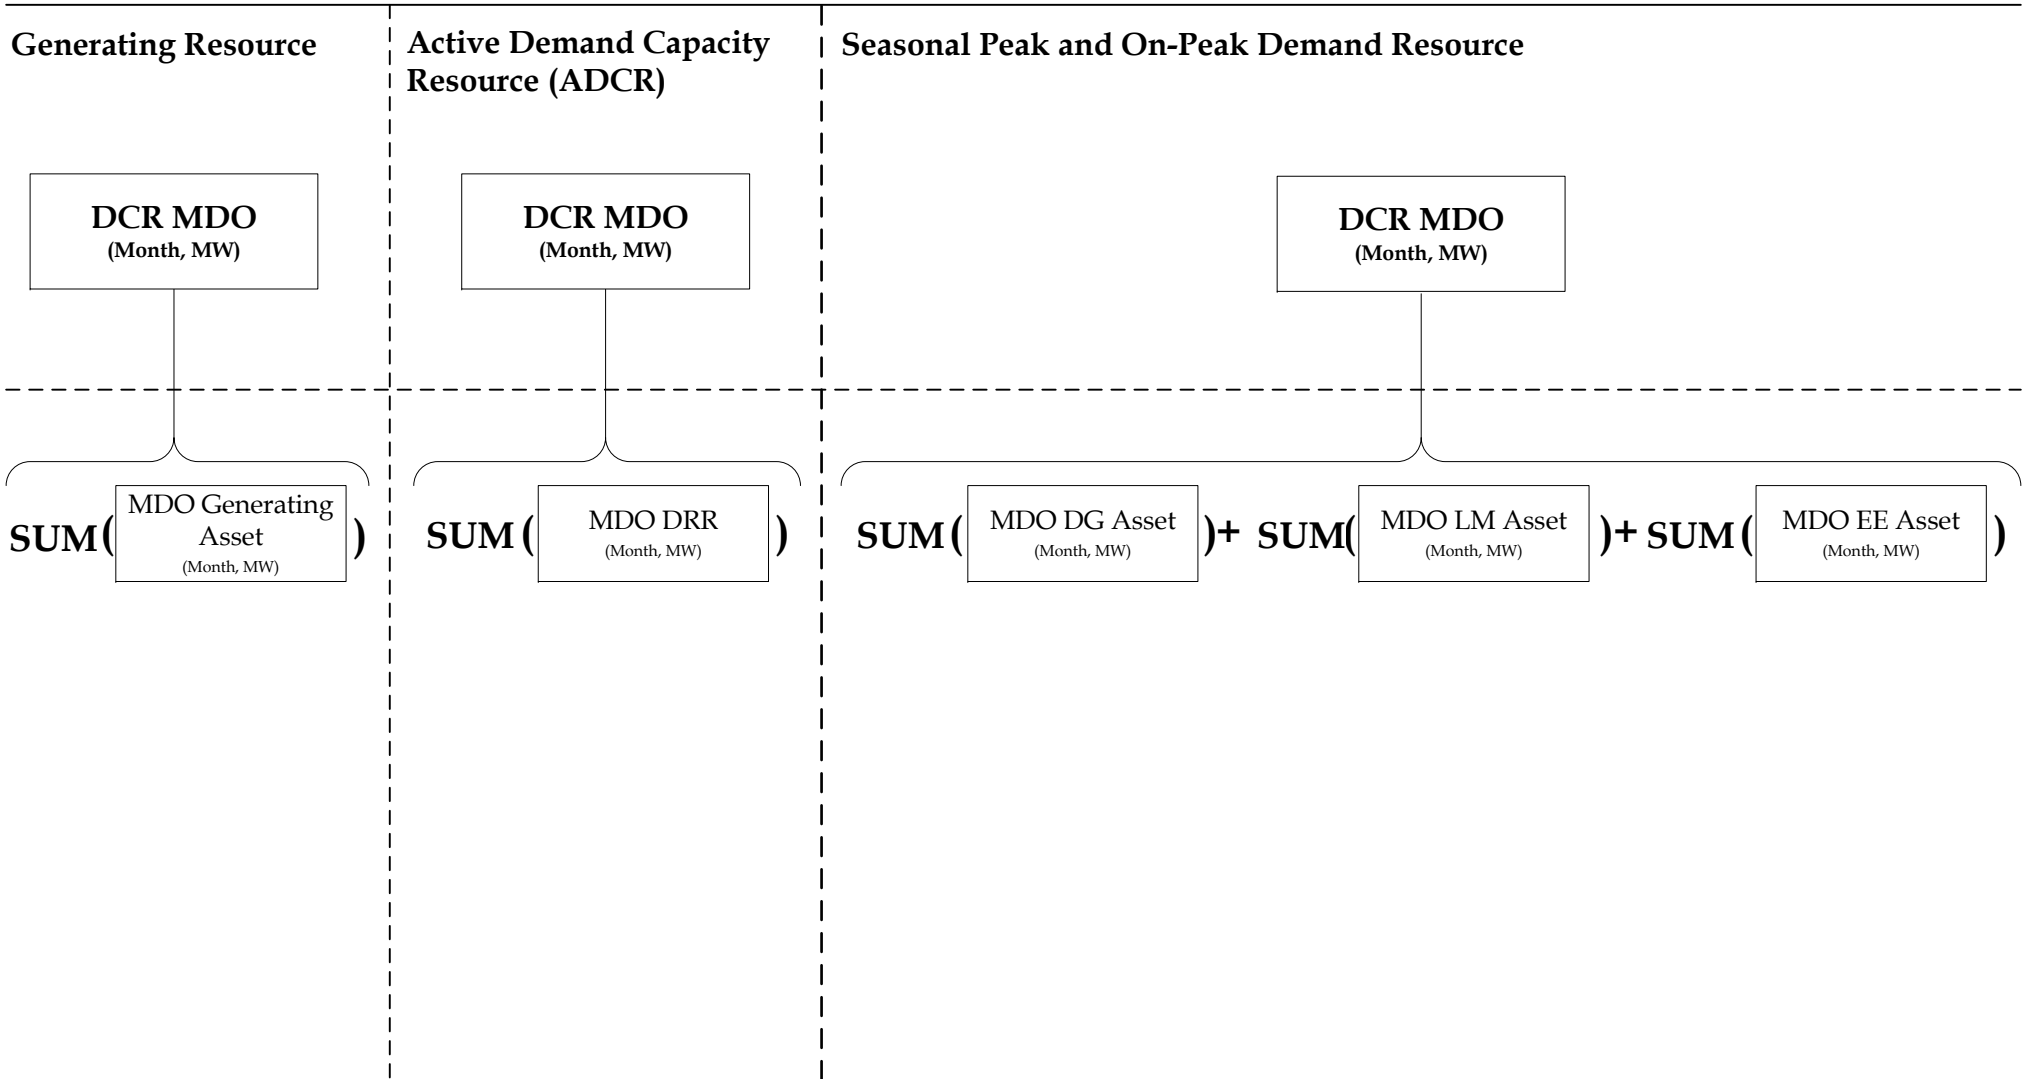 Generating Resource
Active Demand Capacity
Resource (ADCR)
Seasonal Peak and On-Peak Demand Resource
DCR MDO
(Month, MW)
DCR MDO
(Month, MW)
DCR MDO
(Month, MW)
SUM( MDO Generating
Asset
(Month, MW) )
SUM ( MDO DRR
(Month, MW) )
SUM ( MDO DG Asset
(Month, MW) )+
SUM( MDO LM Asset
(Month, MW) )+
SUM ( MDO EE Asset
(Month, MW) )